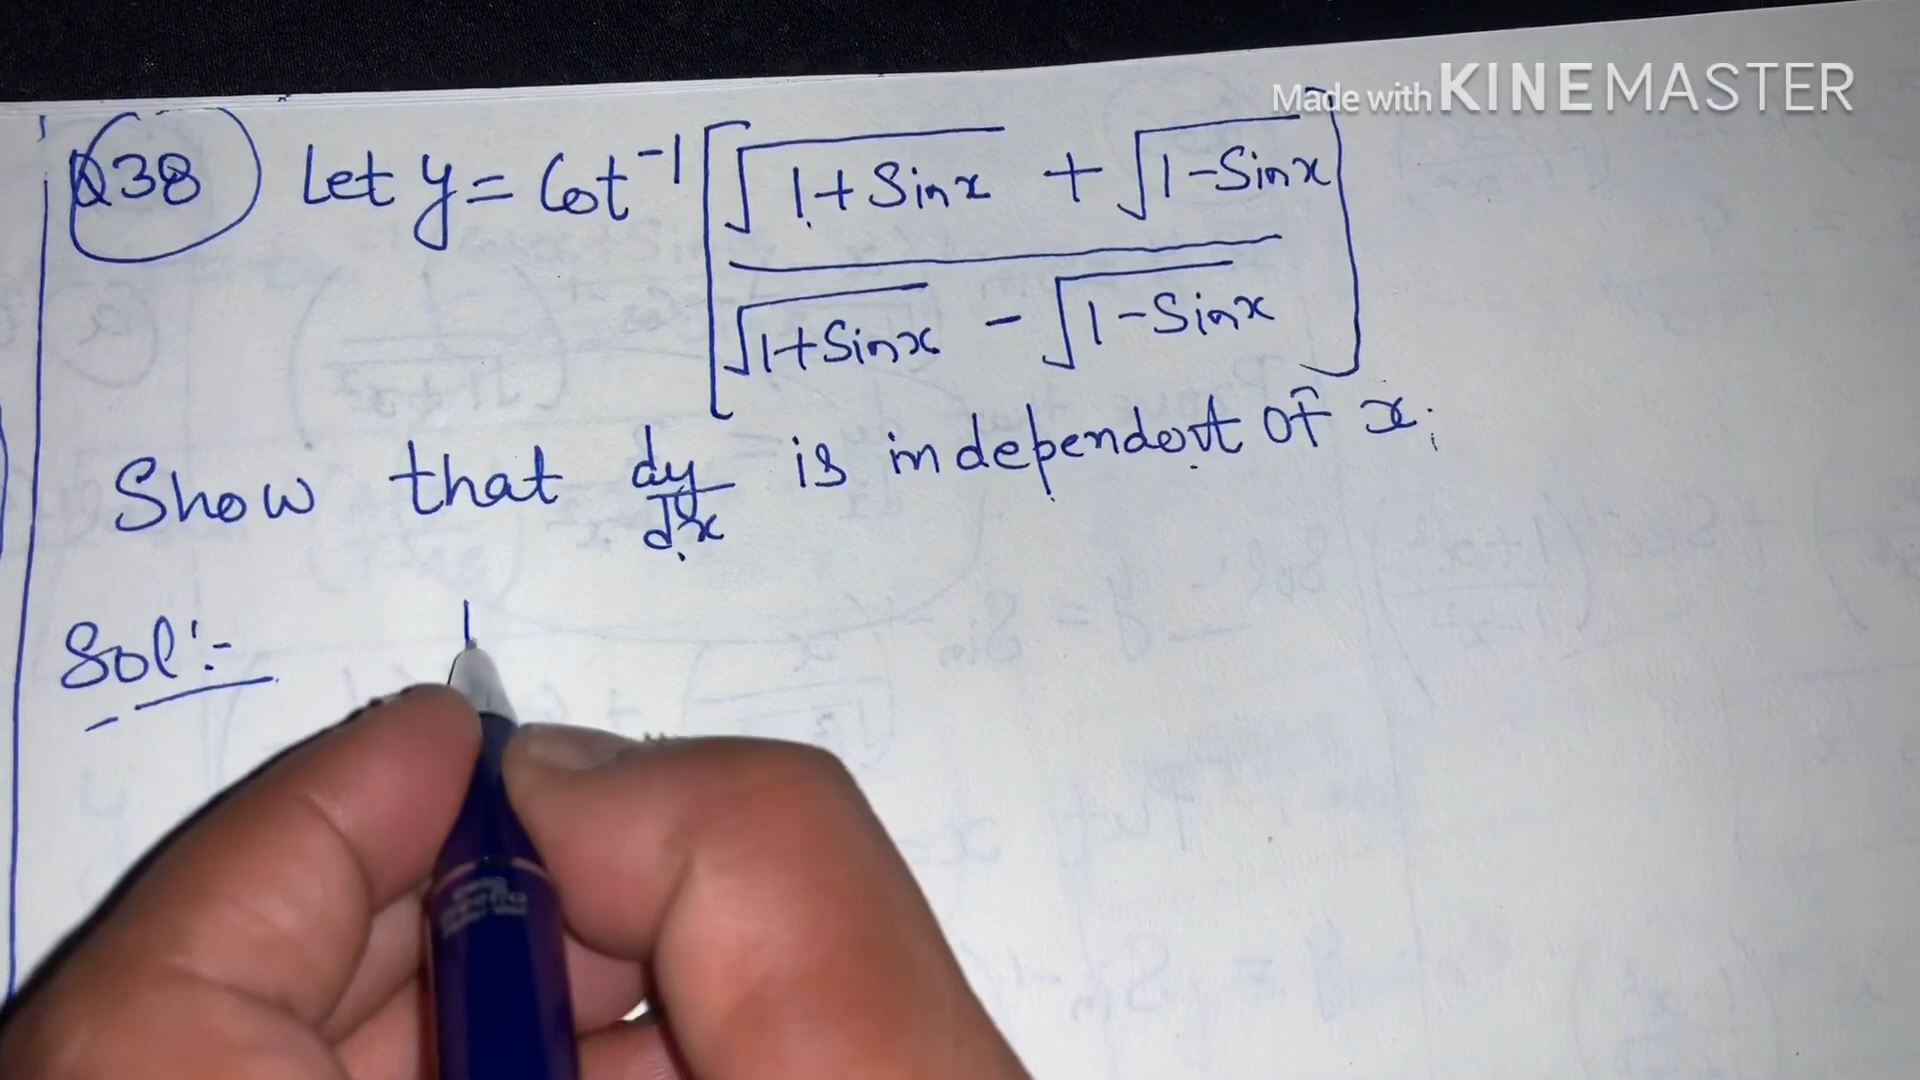 Made with KINEMASTER
Q38 Let y = Cot⁻¹ [ √1+Sinx + √1-Sinx
√1+Sinx - √1-Sinx ]
Show that dy/dx is independent of x.
Sol':-